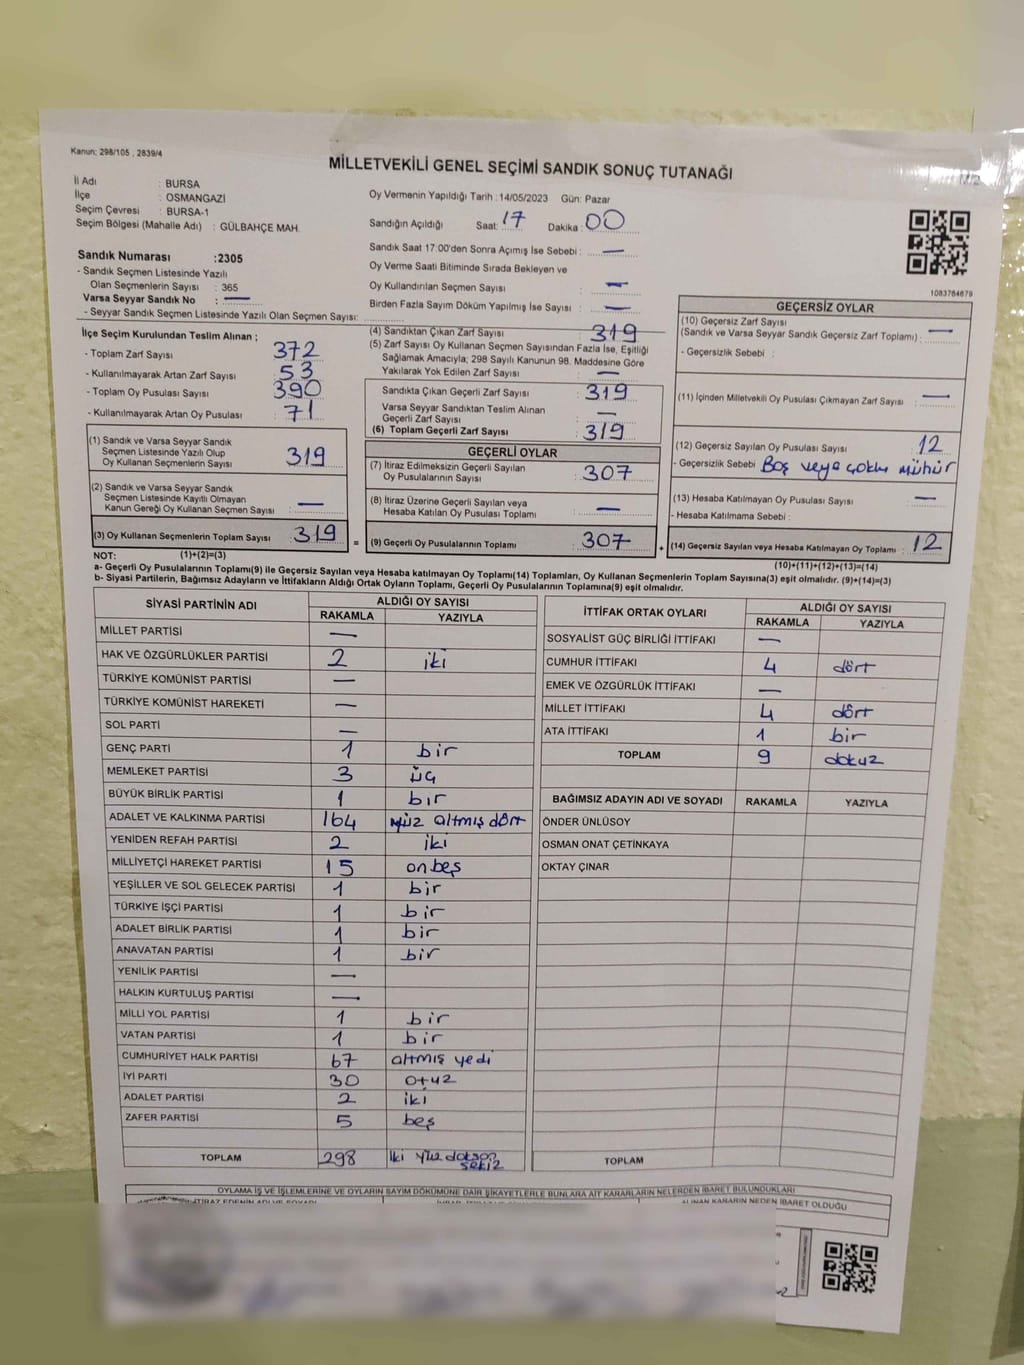 Kanun: 298/105 , 2839/4
MİLLETVEKİLİ GENEL SEÇİMİ SANDIK SONUÇ TUTANAĞI
İl Adı : BURSA
İlçe : OSMANGAZİ
Seçim Çevresi : BURSA-1
Seçim Bölgesi (Mahalle Adı) : GÜLBAHÇE MAH.
Oy Vermenin Yapıldığı Tarih :14/05/2023 Gün: Pazar
Sandığın Açıldığı Saat: 17 Dakika: 00
Sandık Saat 17:00'den Sonra Açımış İse Sebebi : —
Oy Verme Saati Bitiminde Sırada Bekleyen ve
Oy Kullandırılan Seçmen Sayısı : —
Birden Fazla Sayım Döküm Yapılmış İse Sayısı : —
1083764679
Sandık Numarası :2305
- Sandık Seçmen Listesinde Yazılı
Olan Seçmenlerin Sayısı : 365
Varsa Seyyar Sandık No : —
- Seyyar Sandık Seçmen Listesinde Yazılı Olan Seçmen Sayısı:
İlçe Seçim Kurulundan Teslim Alınan ;
- Toplam Zarf Sayısı : 372
- Kullanılmayarak Artan Zarf Sayısı : 53
- Toplam Oy Pusulası Sayısı : 390
- Kullanılmayarak Artan Oy Pusulası : 71
(1) Sandık ve Varsa Seyyar Sandık
Seçmen Listesinde Yazılı Olup
Oy Kullanan Seçmenlerin Sayısı : 319
(2) Sandık ve Varsa Seyyar Sandık
Seçmen Listesinde Kayıtlı Olmayan
Kanun Gereği Oy Kullanan Seçmen Sayısı : —
(3) Oy Kullanan Seçmenlerin Toplam Sayısı : 319
(4) Sandıktan Çıkan Zarf Sayısı : 319
(5) Zarf Sayısı Oy Kullanan Seçmen Sayısından Fazla İse, Eşitliği
Sağlamak Amacıyla; 298 Sayılı Kanunun 98. Maddesine Göre
Yakılarak Yok Edilen Zarf Sayısı : —
Sandıkta Çıkan Geçerli Zarf Sayısı : 319
Varsa Seyyar Sandıktan Teslim Alınan
Geçerli Zarf Sayısı : —
(6) Toplam Geçerli Zarf Sayısı : 319
GEÇERLİ OYLAR
(7) İtiraz Edilmeksizin Geçerli Sayılan
Oy Pusulalarının Sayısı : 307
(8) İtiraz Üzerine Geçerli Sayılan veya
Hesaba Katılan Oy Pusulası Toplamı : —
= (9) Geçerli Oy Pusulalarının Toplamı : 307
GEÇERSİZ OYLAR
(10) Geçersiz Zarf Sayısı
(Sandık ve Varsa Seyyar Sandık Geçersiz Zarf Toplamı) : —
- Geçersizlik Sebebi :
(11) İçinden Milletvekili Oy Pusulası Çıkmayan Zarf Sayısı : —
(12) Geçersiz Sayılan Oy Pusulası Sayısı : 12
- Geçersizlik Sebebi Boş veya çoklu mühür
(13) Hesaba Katılmayan Oy Pusulası Sayısı : —
- Hesaba Katılmama Sebebi :
+ (14) Geçersiz Sayılan veya Hesaba Katılmayan Oy Toplamı : 12
NOT: (1)+(2)=(3)
(10)+(11)+(12)+(13)=(14)
a- Geçerli Oy Pusulalarının Toplamı(9) ile Geçersiz Sayılan veya Hesaba katılmayan Oy Toplamı(14) Toplamları, Oy Kullanan Seçmenlerin Toplam Sayısına(3) eşit olmalıdır. (9)+(14)=(3)
b- Siyasi Partilerin, Bağımsız Adayların ve İttifakların Aldığı Ortak Oyların Toplamı, Geçerli Oy Pusulalarının Toplamına(9) eşit olmalıdır.
SİYASİ PARTİNİN ADI ALDIĞI OY SAYISI
RAKAMLA YAZIYLA
MİLLET PARTİSİ —
HAK VE ÖZGÜRLÜKLER PARTİSİ 2 iki
TÜRKİYE KOMÜNİST PARTİSİ —
TÜRKİYE KOMÜNİST HAREKETİ —
SOL PARTİ —
GENÇ PARTİ 1 bir
MEMLEKET PARTİSİ 3 üç
BÜYÜK BİRLİK PARTİSİ 1 bır
ADALET VE KALKINMA PARTİSİ 164 yüz altmış dört
YENİDEN REFAH PARTİSİ 2 iki
MİLLİYETÇİ HAREKET PARTİSİ 15 on beş
YEŞİLLER VE SOL GELECEK PARTİSİ 1 bir
TÜRKİYE İŞÇİ PARTİSİ 1 bir
ADALET BİRLİK PARTİSİ 1 bir
ANAVATAN PARTİSİ 1 bir
YENİLİK PARTİSİ —
HALKIN KURTULUŞ PARTİSİ —
MİLLİ YOL PARTİSİ 1 bir
VATAN PARTİSİ 1 bir
CUMHURİYET HALK PARTİSİ 67 altmış yedi
İYİ PARTİ 30 otuz
ADALET PARTİSİ 2 iki
ZAFER PARTİSİ 5 beş
TOPLAM 298 iki yüz doksan sekiz
İTTİFAK ORTAK OYLARI ALDIĞI OY SAYISI
RAKAMLA YAZIYLA
SOSYALİST GÜÇ BİRLİĞİ İTTİFAKI —
CUMHUR İTTİFAKI 4 dört
EMEK VE ÖZGÜRLÜK İTTİFAKI —
MİLLET İTTİFAKI 4 dört
ATA İTTİFAKI 1 bir
TOPLAM 9 dokuz
BAĞIMSIZ ADAYIN ADI VE SOYADI RAKAMLA YAZIYLA
ÖNDER ÜNLÜSOY
OSMAN ONAT ÇETİNKAYA
OKTAY ÇINAR
TOPLAM
OYLAMA İŞ VE İŞLEMLERİNE VE OYLARIN SAYIM DÖKÜMÜNE DAİR ŞİKAYETLERLE BUNLARA AİT KARARLARIN NELERDEN İBARET BULUNDUKLARI
ALINAN KARARIN NEDEN İBARET OLDUĞU